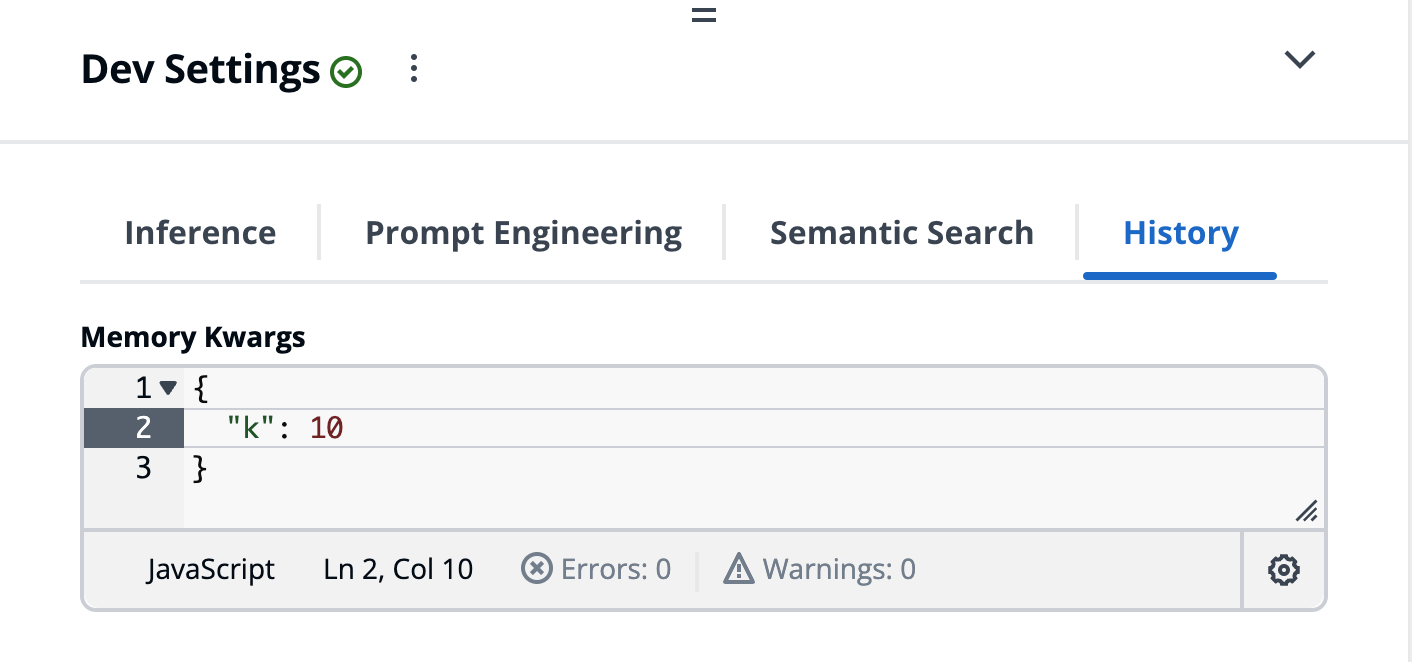 Dev Settings
Inference Prompt Engineering Semantic Search History
Memory Kwargs
1 {
2 "k": 10
3 }
JavaScript Ln 2, Col 10 Errors: 0 Warnings: 0